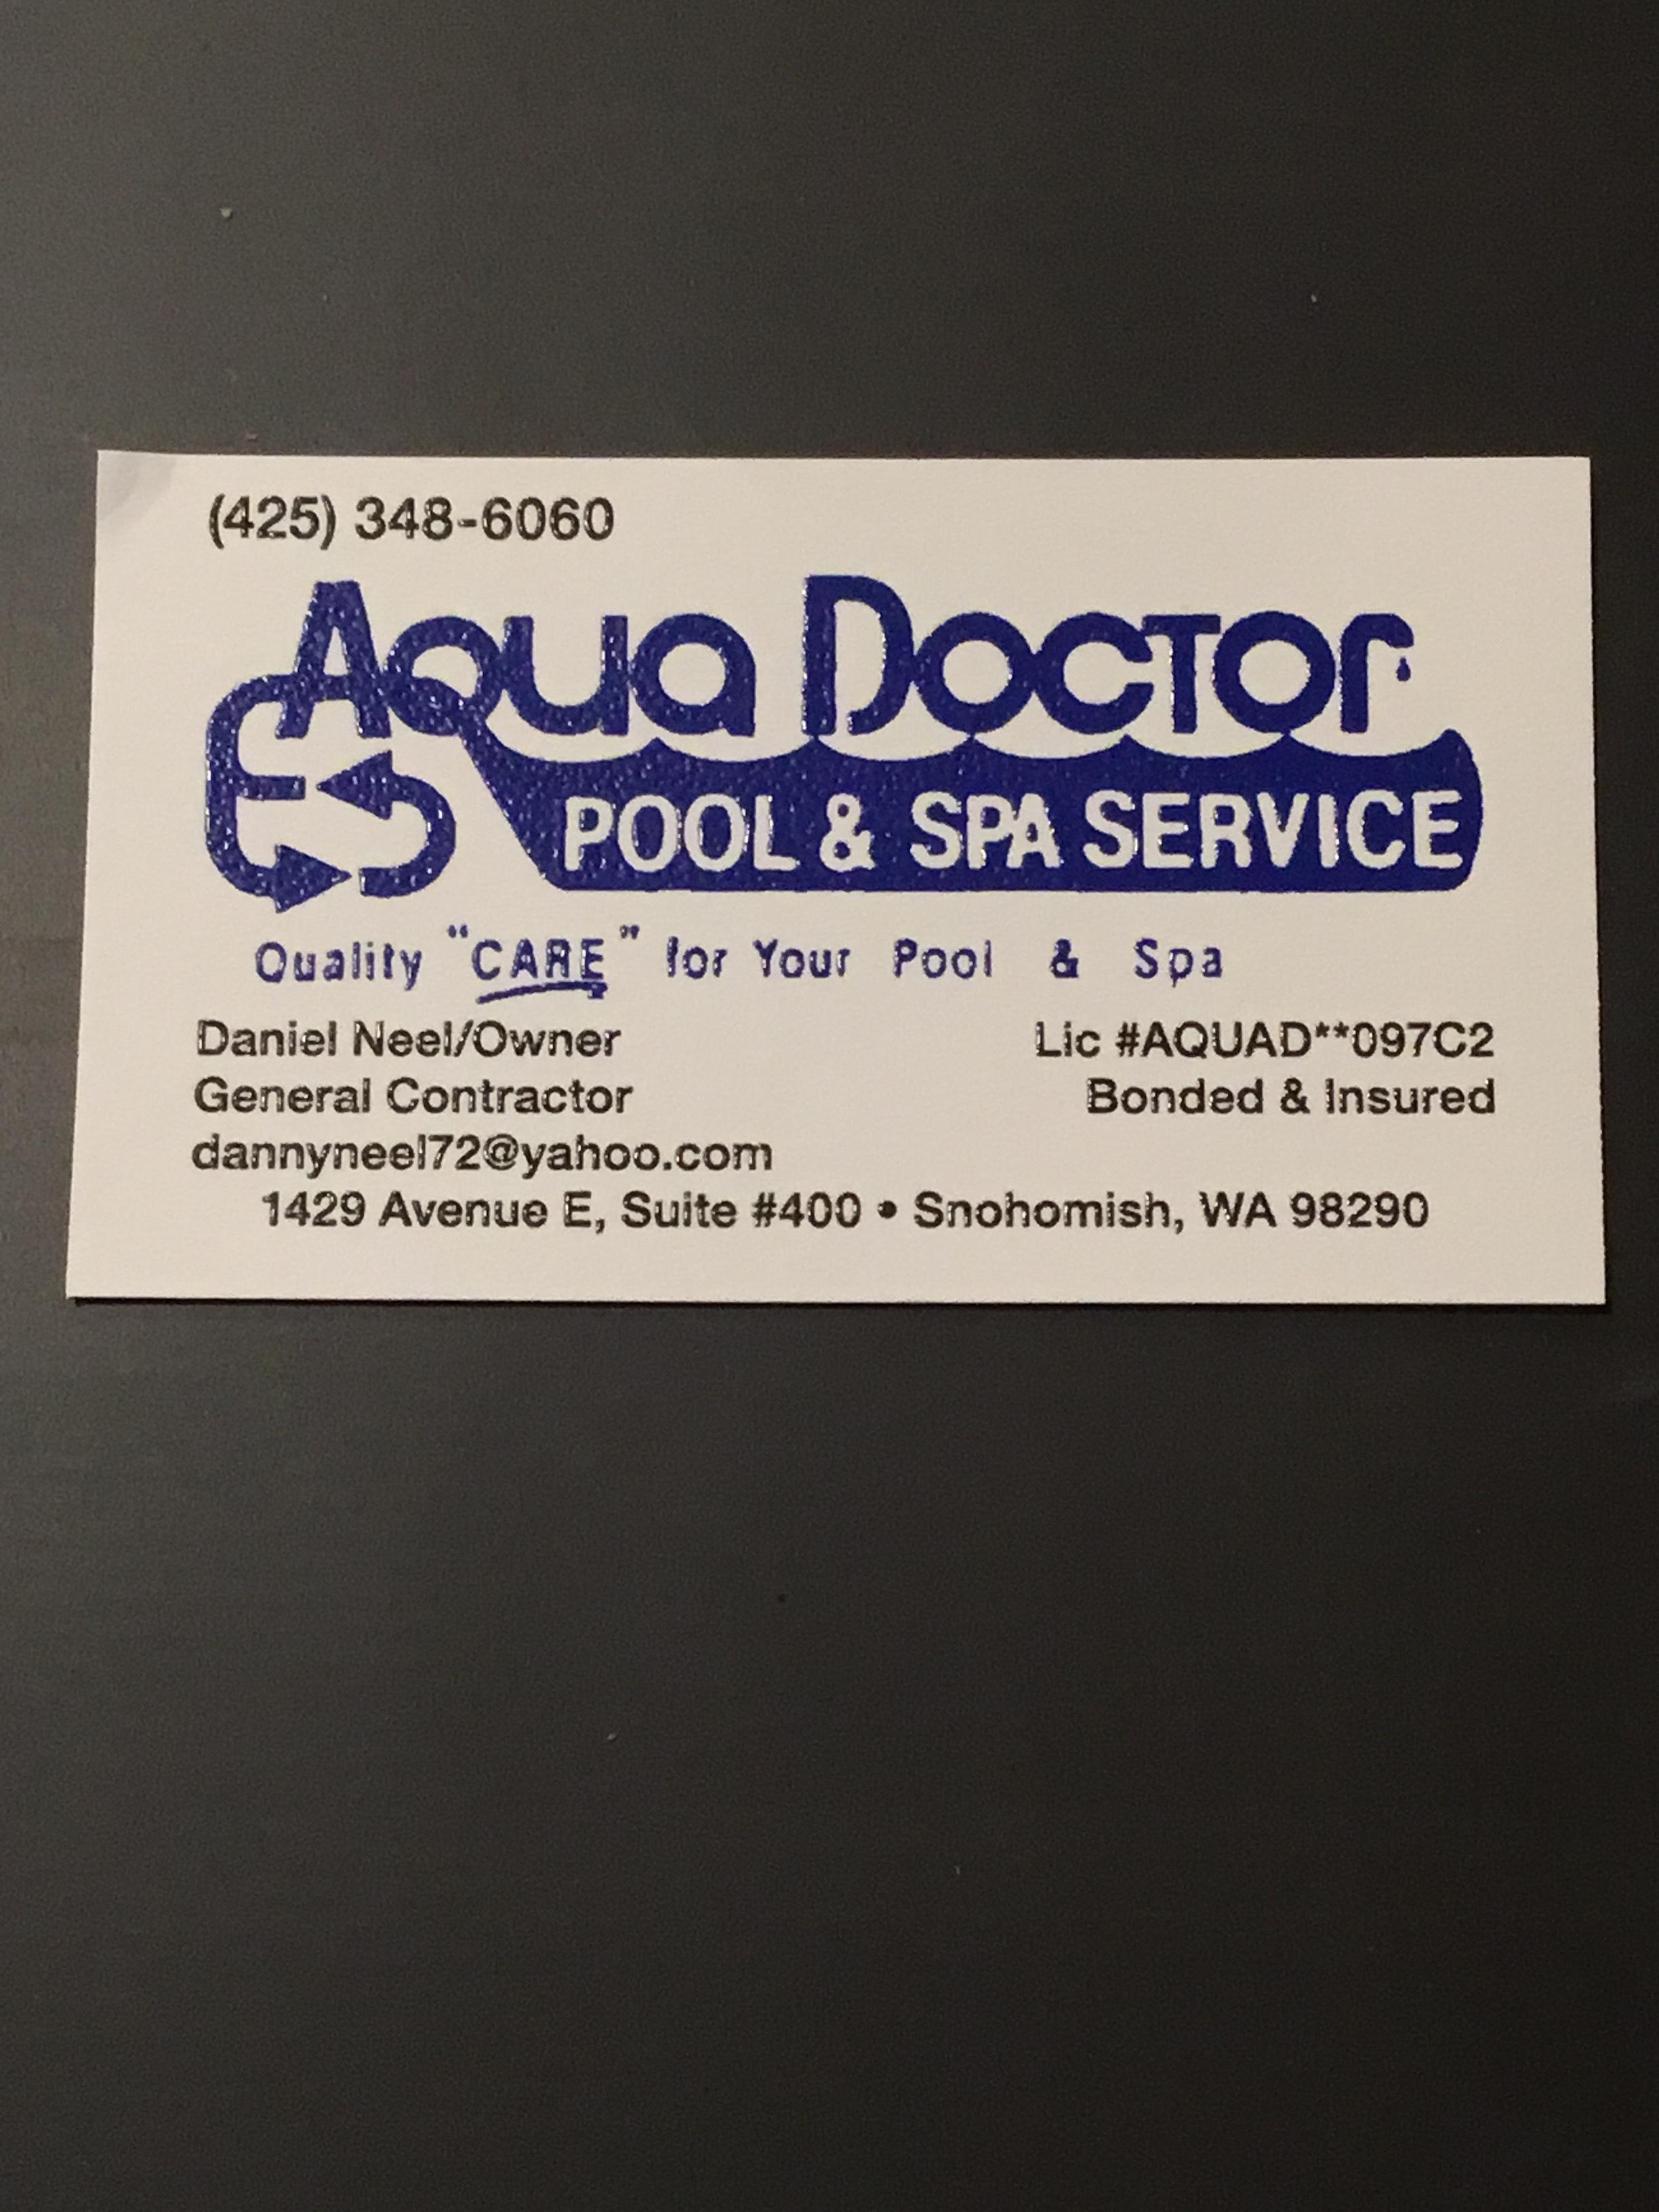 (425) 348-6060
Aqua Doctor
POOL & SPA SERVICE
Quality "CARE" for Your Pool & Spa
Daniel Neel/Owner
Lic #AQUAD**097C2
General Contractor
Bonded & Insured
dannyneel72@yahoo.com
1429 Avenue E, Suite #400 • Snohomish, WA 98290